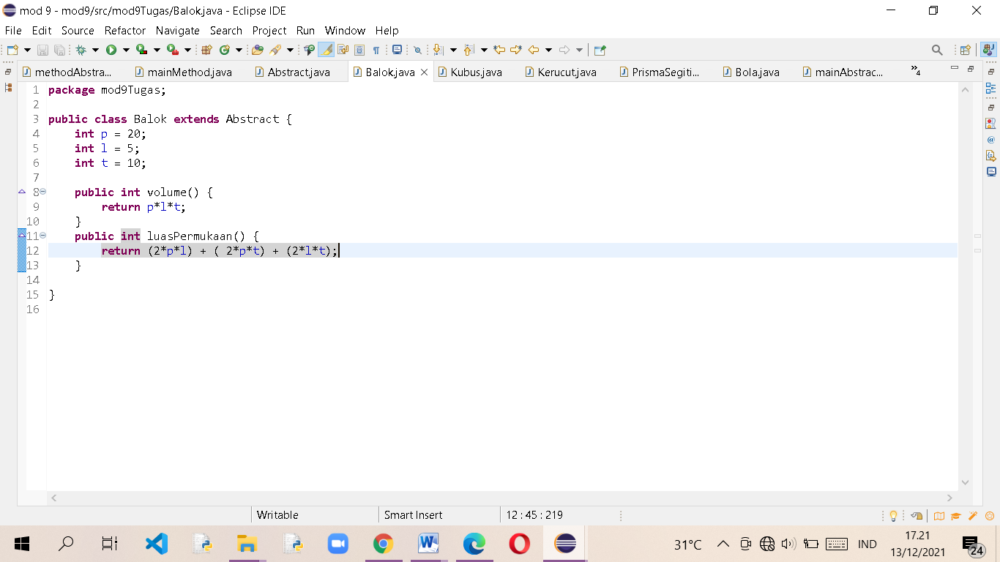 mod 9 - mod9/src/mod9Tugas/Balok.java - Eclipse IDE
File Edit Source Refactor Navigate Search Project Run Window Help
methodAbstra... mainMethod.java Abstract.java Balok.java Kubus.java Kerucut.java PrismaSegiti... Bola.java mainAbstrac... »4
1 package mod9Tugas;
2
3 public class Balok extends Abstract {
4 int p = 20;
5 int l = 5;
6 int t = 10;
7
8 public int volume() {
9 return p*l*t;
10 }
11 public int luasPermukaan() {
12 return (2*p*l) + ( 2*p*t) + (2*l*t);
13 }
14
15 }
16
Writable Smart Insert 12 : 45 : 219
31°C IND 17.21
13/12/2021 24